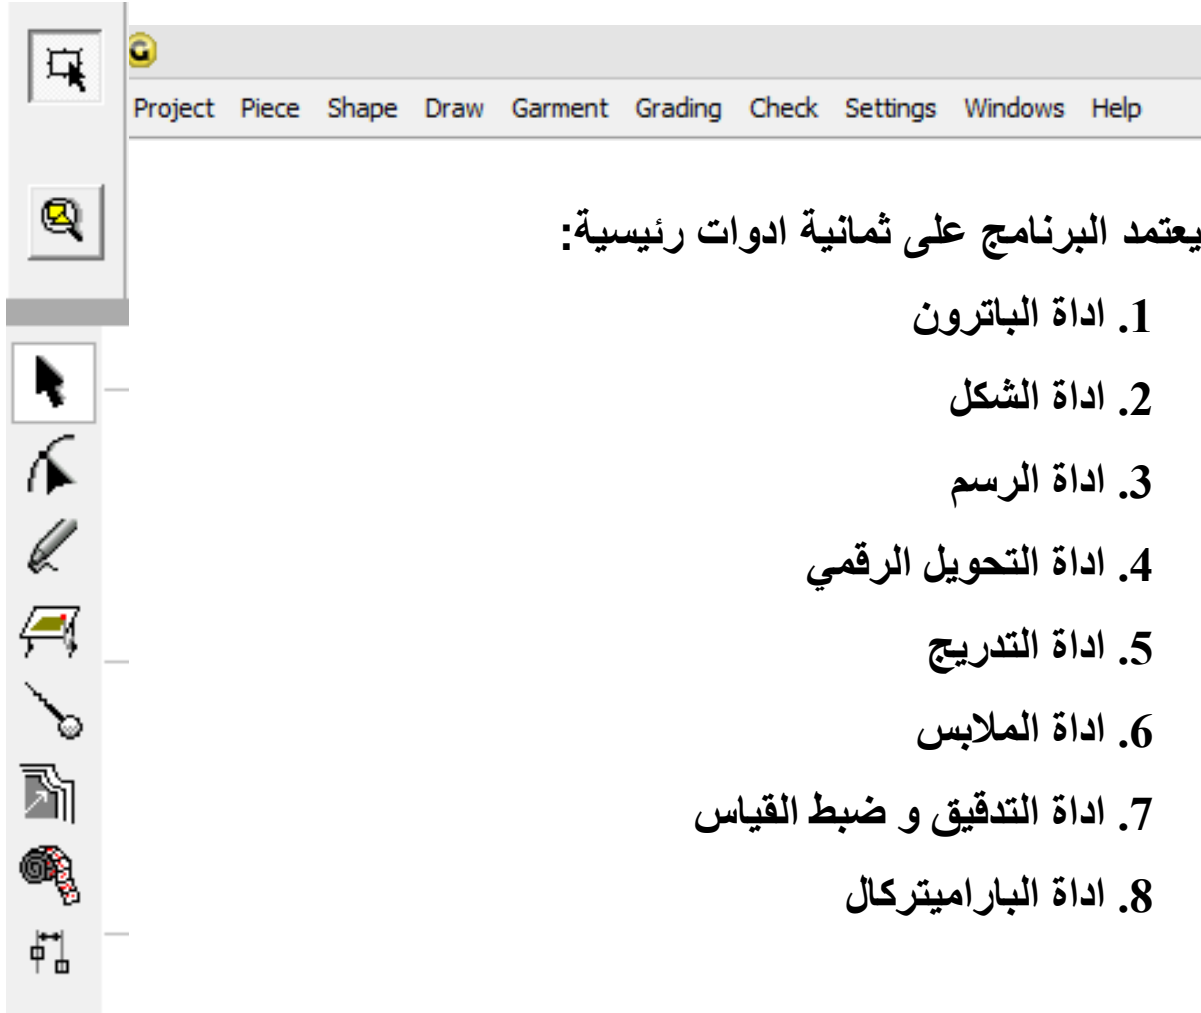 G
Project Piece Shape Draw Garment Grading Check Settings Windows Help
يعتمد البرنامج على ثمانية ادوات رئيسية:
1. اداة الباترون
2. اداة الشكل
3. اداة الرسم
4. اداة التحويل الرقمي
5. اداة التدريج
6. اداة الملابس
7. اداة التدقيق و ضبط القياس
8. اداة الباراميتركال